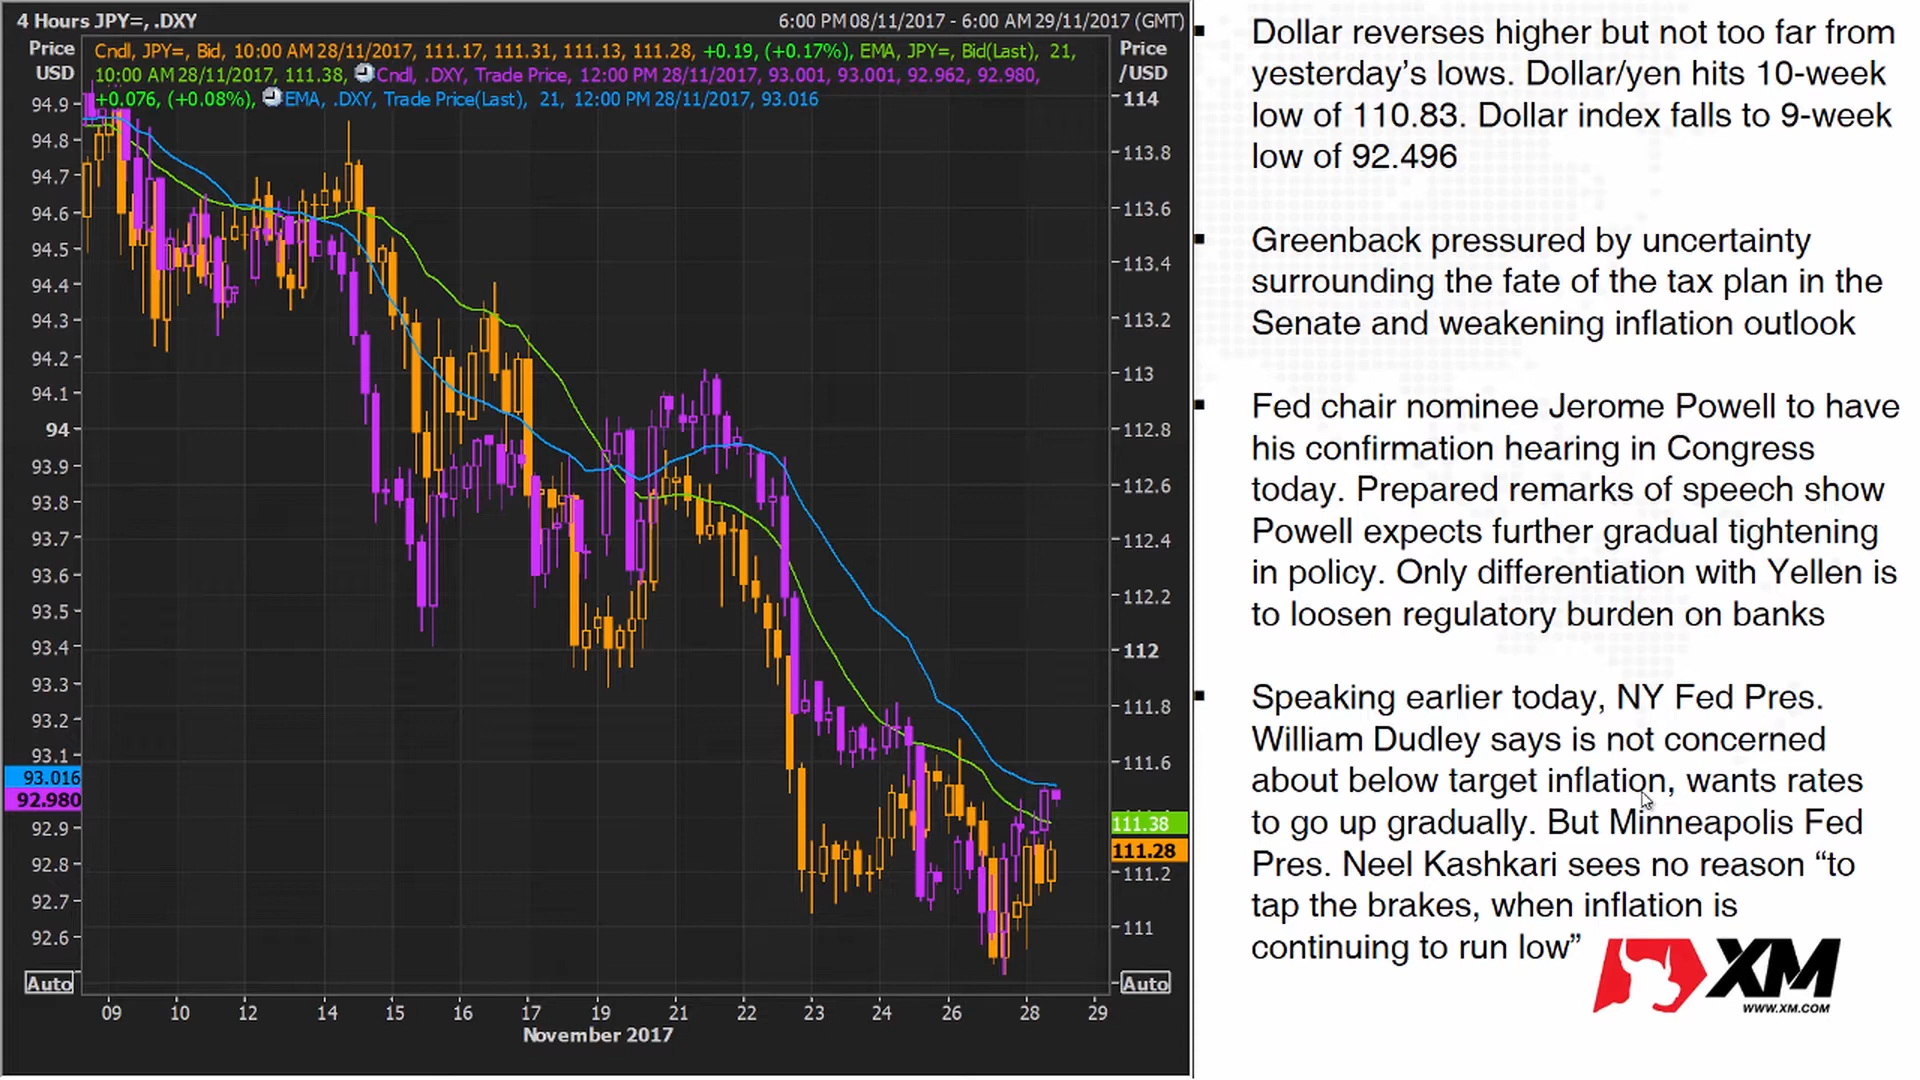 4 Hours JPY=, .DXY
6:00 PM 08/11/2017 - 6:00 AM 29/11/2017 (GMT)
Price
USD
Cndl, JPY=, Bid, 10:00 AM 28/11/2017, 111.17, 111.31, 111.13, 111.28, +0.19, (+0.17%), EMA, JPY=, Bid(Last), 21,
10:00 AM 28/11/2017, 111.38, Cndl, .DXY, Trade Price, 12:00 PM 28/11/2017, 93.001, 93.001, 92.962, 92.980,
+0.076, (+0.08%), EMA, .DXY, Trade Price(Last), 21, 12:00 PM 28/11/2017, 93.016
Price
/USD
94.9
94.8
94.7
94.6
94.5
94.4
94.3
94.2
94.1
94
93.9
93.8
93.7
93.6
93.5
93.4
93.3
93.2
93.1
93.016
92.980
92.9
92.8
92.7
92.6
Auto
114
113.8
113.6
113.4
113.2
113
112.8
112.6
112.4
112.2
112
111.8
111.6
111.38
111.28
111.2
111
Auto
09 10 12 14 15 16 19 21 22 23 24 26 28 29
November 2017
▪ Dollar reverses higher but not too far from
yesterday’s lows. Dollar/yen hits 10-week
low of 110.83. Dollar index falls to 9-week
low of 92.496
▪ Greenback pressured by uncertainty
surrounding the fate of the tax plan in the
Senate and weakening inflation outlook
▪ Fed chair nominee Jerome Powell to have
his confirmation hearing in Congress
today. Prepared remarks of speech show
Powell expects further gradual tightening
in policy. Only differentiation with Yellen is
to loosen regulatory burden on banks
▪ Speaking earlier today, NY Fed Pres.
William Dudley says is not concerned
about below target inflation, wants rates
to go up gradually. But Minneapolis Fed
Pres. Neel Kashkari sees no reason “to
tap the brakes, when inflation is
continuing to run low”
XM
WWW.XM.COM